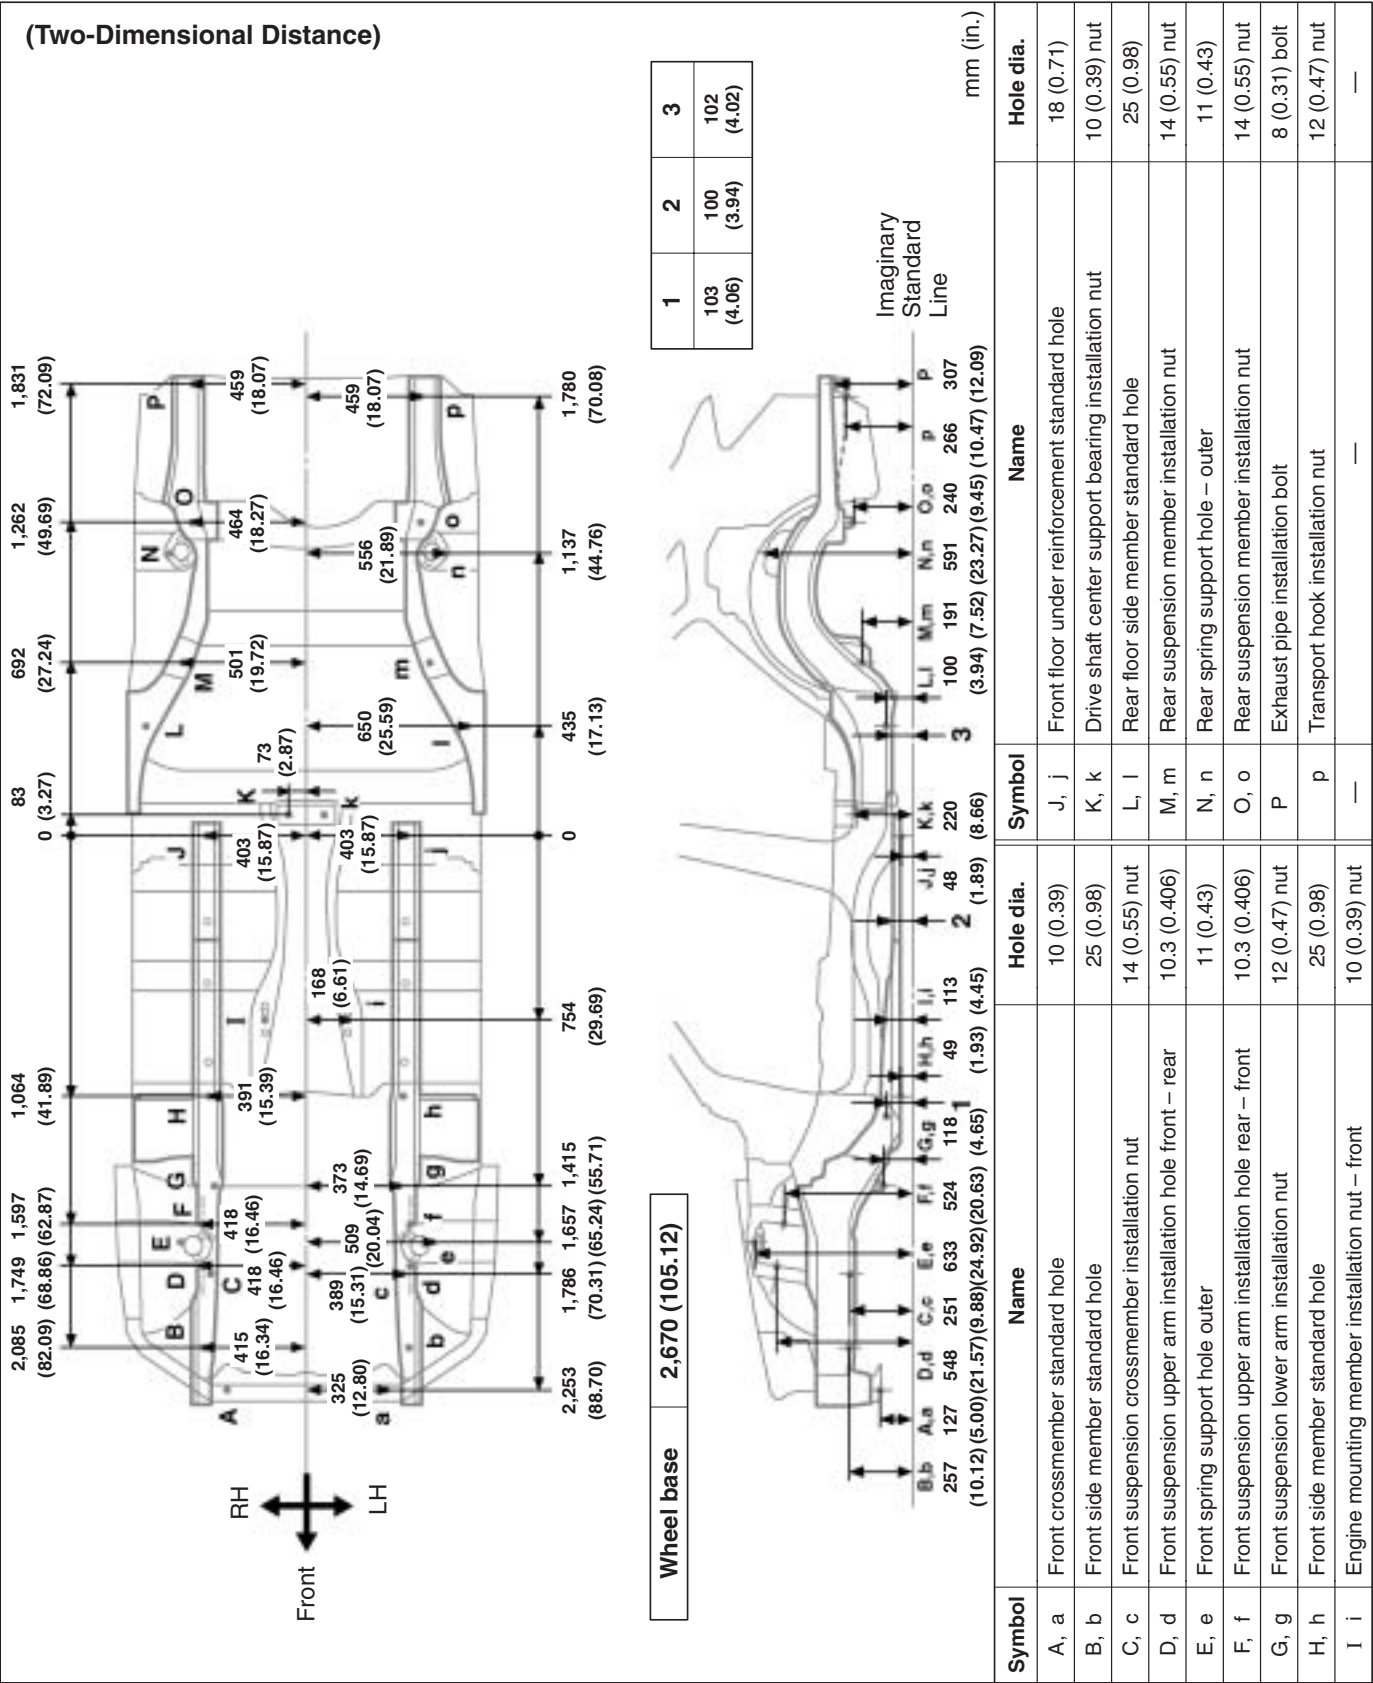 (Two-Dimensional Distance)
2,085
(82.09)
1,749
(68.86)
1,597
(62.87)
1,064
(41.89)
0
83
(3.27)
692
(27.24)
1,262
(49.69)
1,831
(72.09)
RH
LH
Front
A
B
C
D
E
F
G
H
I
J
K
L
M
N
O
P
415
(16.34)
418
(16.46)
418
(16.46)
391
(15.39)
403
(15.87)
73
(2.87)
501
(19.72)
464
(18.27)
459
(18.07)
325
(12.80)
389
(15.31)
509
(20.04)
373
(14.69)
168
(6.61)
403
(15.87)
650
(25.59)
556
(21.89)
459
(18.07)
a
b
c
d
e
f
g
h
i
j
k
l
m
n
o
p
2,253
(88.70)
1,786
(70.31)
1,657
(65.24)
1,415
(55.71)
754
(29.69)
0
435
(17.13)
1,137
(44.76)
1,780
(70.08)
Wheel base 2,670 (105.12)
1 2 3
103 100 102
(4.06) (3.94) (4.02)
Imaginary
Standard
Line
1
2
3
B,b A,a D,d C,c E,e F,f G,g H,h I,i J,j K,k L,l M,m N,n O,o p P
257 127 548 251 633 524 118 49 113 48 220 100 191 591 240 266 307
(10.12) (5.00) (21.57) (9.88) (24.92) (20.63) (4.65) (1.93) (4.45) (1.89) (8.66) (3.94) (7.52) (23.27) (9.45) (10.47) (12.09)
mm (in.)
Symbol Name Hole dia. Symbol Name Hole dia.
A, a Front crossmember standard hole 10 (0.39) J, j Front floor under reinforcement standard hole 18 (0.71)
B, b Front side member standard hole 25 (0.98) K, k Drive shaft center support bearing installation nut 10 (0.39) nut
C, c Front suspension crossmember installation nut 14 (0.55) nut L, l Rear floor side member standard hole 25 (0.98)
D, d Front suspension upper arm installation hole front – rear 10.3 (0.406) M, m Rear suspension member installation nut 14 (0.55) nut
E, e Front spring support hole outer 11 (0.43) N, n Rear spring support hole – outer 11 (0.43)
F, f Front suspension upper arm installation hole rear – front 10.3 (0.406) O, o Rear suspension member installation nut 14 (0.55) nut
G, g Front suspension lower arm installation nut 12 (0.47) nut P Exhaust pipe installation bolt 8 (0.31) bolt
H, h Front side member standard hole 25 (0.98) p Transport hook installation nut 12 (0.47) nut
I i Engine mounting member installation nut – front 10 (0.39) nut — — —